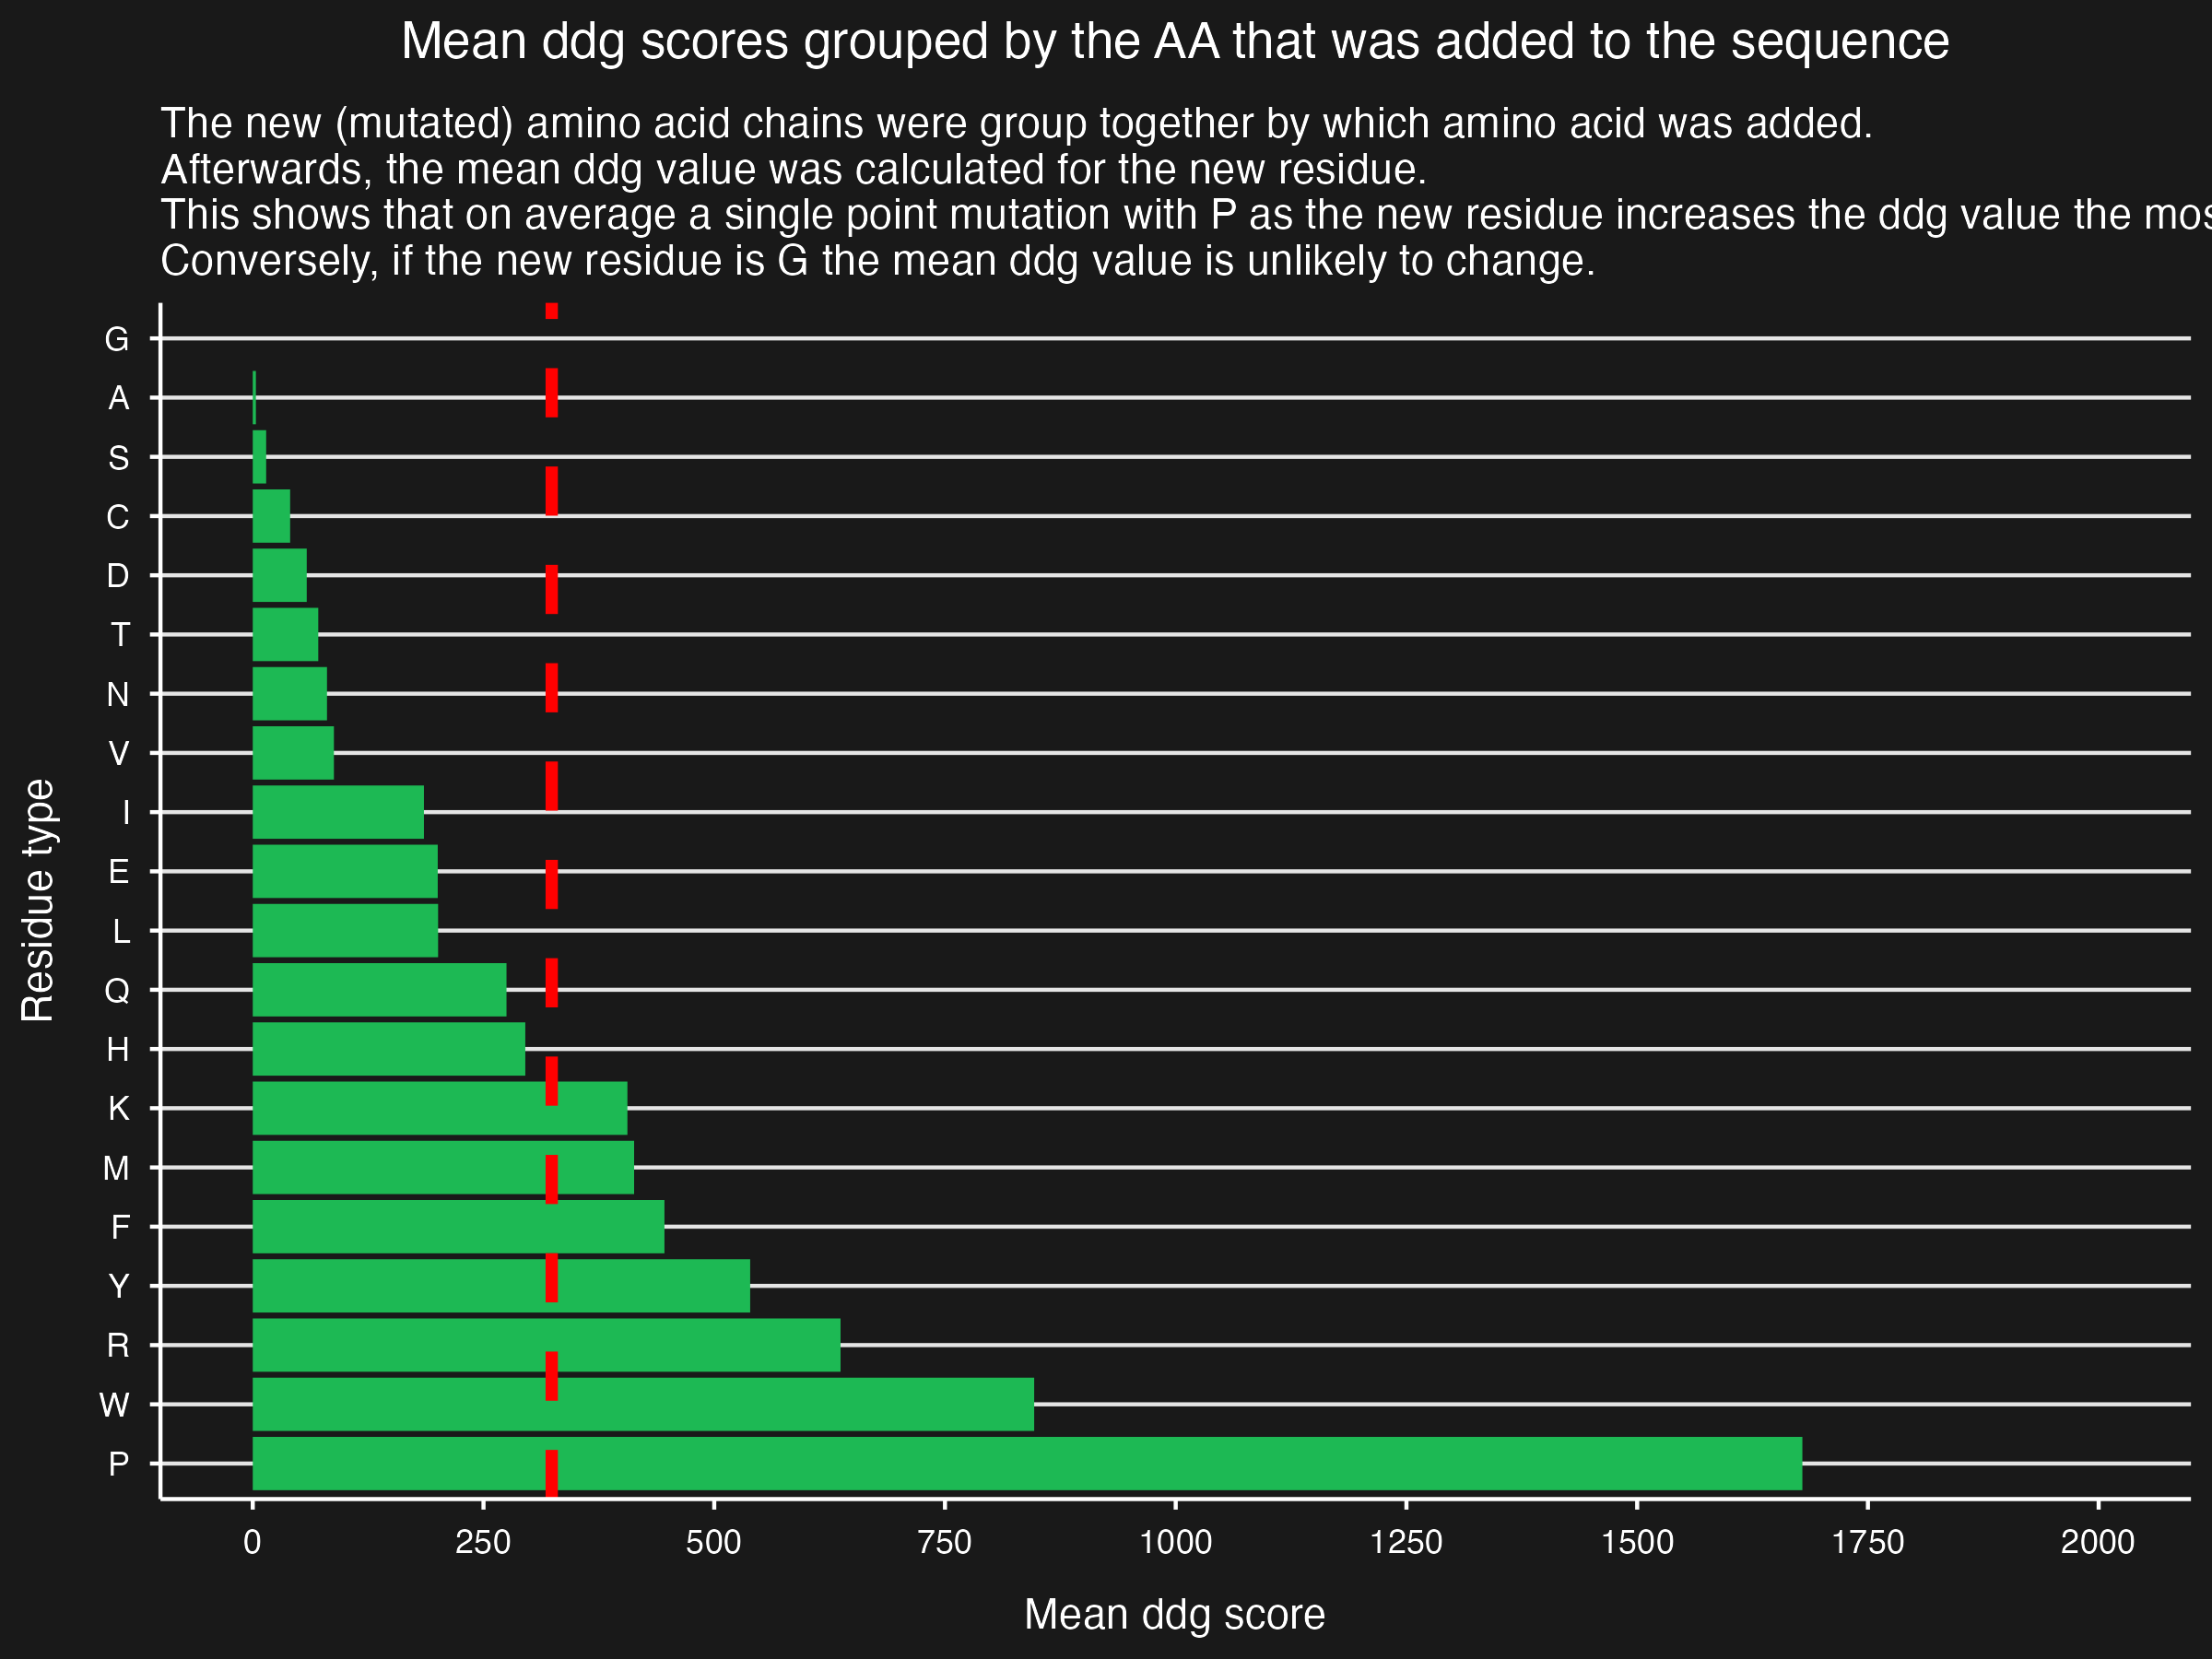 Mean ddg scores grouped by the AA that was added to the sequence
The new (mutated) amino acid chains were group together by which amino acid was added.
Afterwards, the mean ddg value was calculated for the new residue.
This shows that on average a single point mutation with P as the new residue increases the ddg value the mos
Conversely, if the new residue is G the mean ddg value is unlikely to change.
G
A
S
C
D
T
N
V
I
E
L
Q
H
K
M
F
Y
R
W
P
Residue type
0 250 500 750 1000 1250 1500 1750 2000
Mean ddg score